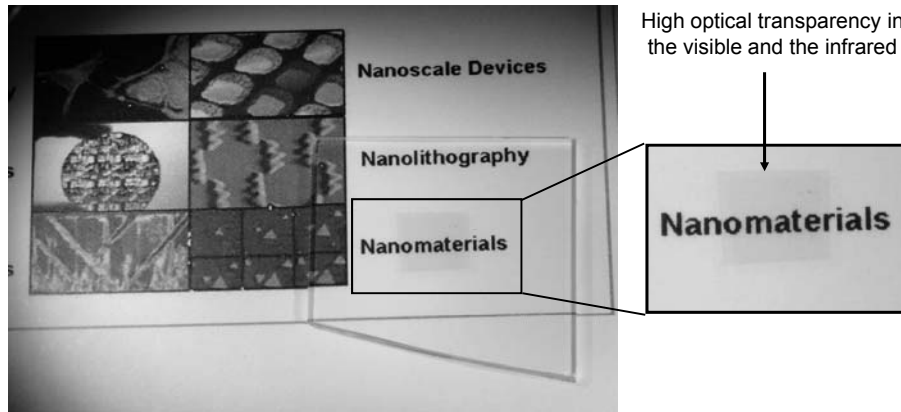 High optical transparency in
the visible and the infrared
Nanoscale Devices
Nanolithography
Nanomaterials
Nanomaterials